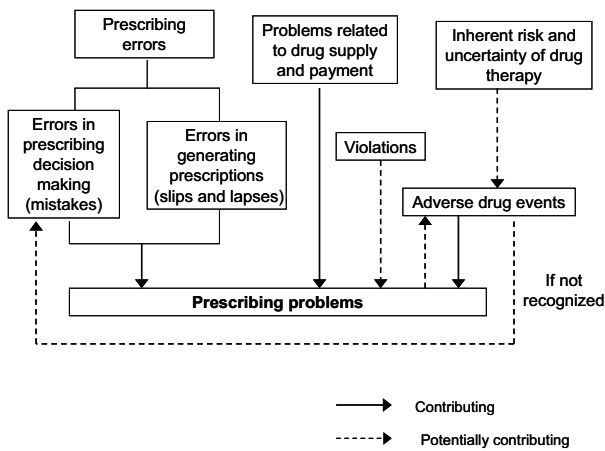 Prescribing
errors
Problems related
to drug supply
and payment
Inherent risk and
uncertainty of drug
therapy
Errors in
prescribing
decision
making
(mistakes)
Errors in
generating
prescriptions
(slips and lapses)
Violations
Adverse drug events
If not
recognized
Prescribing problems
Contributing
Potentially contributing